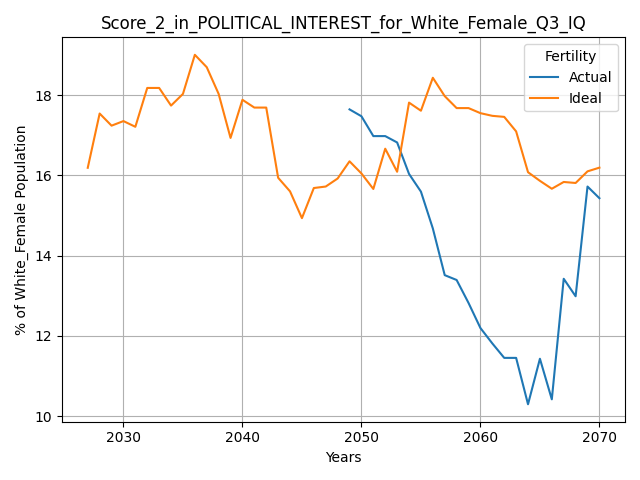 Score_2_in_POLITICAL_INTEREST_for_White_Female_Q3_IQ
Fertility
Actual
Ideal
% of White_Female Population
18
16
14
12
10
2030 2040 2050 2060 2070
Years